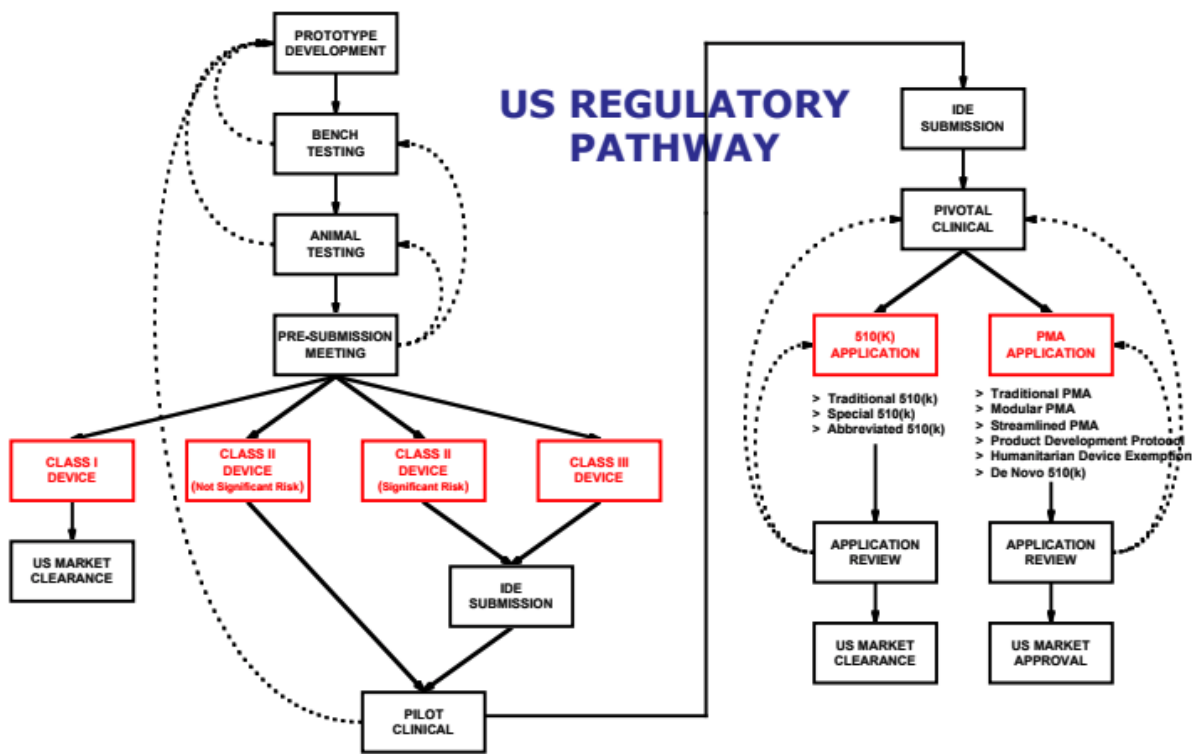 US REGULATORY
PATHWAY
PROTOTYPE
DEVELOPMENT
BENCH
TESTING
ANIMAL
TESTING
PRE-SUBMISSION
MEETING
CLASS I
DEVICE
CLASS II
DEVICE
(Not Significant Risk)
CLASS II
DEVICE
(Significant Risk)
CLASS III
DEVICE
US MARKET
CLEARANCE
IDE
SUBMISSION
PILOT
CLINICAL
IDE
SUBMISSION
PIVOTAL
CLINICAL
510(K)
APPLICATION
> Traditional 510(k)
> Special 510(k)
> Abbreviated 510(k)
APPLICATION
REVIEW
US MARKET
CLEARANCE
PMA
APPLICATION
> Traditional PMA
> Modular PMA
> Streamlined PMA
> Product Development Protocol
> Humanitarian Device Exemption
> De Novo 510(k)
APPLICATION
REVIEW
US MARKET
APPROVAL